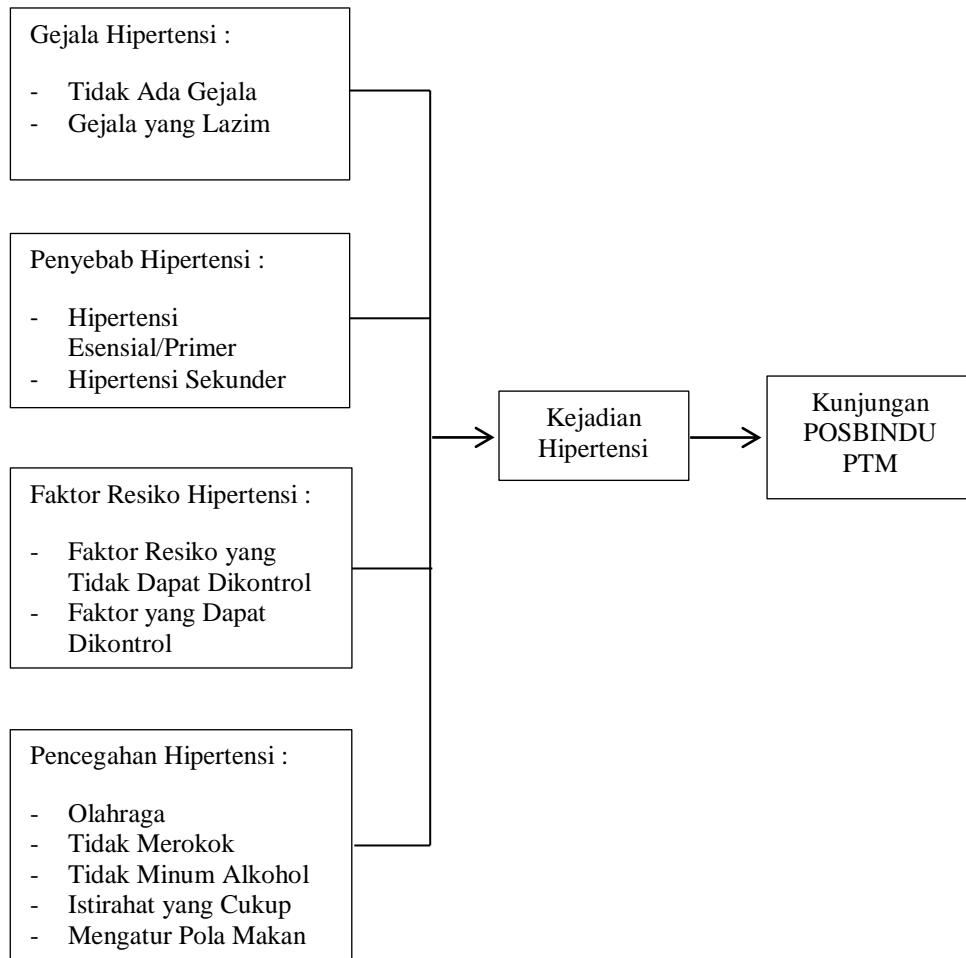 Gejala Hipertensi :
- Tidak Ada Gejala
- Gejala yang Lazim
Penyebab Hipertensi :
- Hipertensi
Esensial/Primer
- Hipertensi Sekunder
Faktor Resiko Hipertensi :
- Faktor Resiko yang
Tidak Dapat Dikontrol
- Faktor yang Dapat
Dikontrol
Pencegahan Hipertensi :
- Olahraga
- Tidak Merokok
- Tidak Minum Alkohol
- Istirahat yang Cukup
- Mengatur Pola Makan
Kejadian
Hipertensi
Kunjungan
POSBINDU
PTM